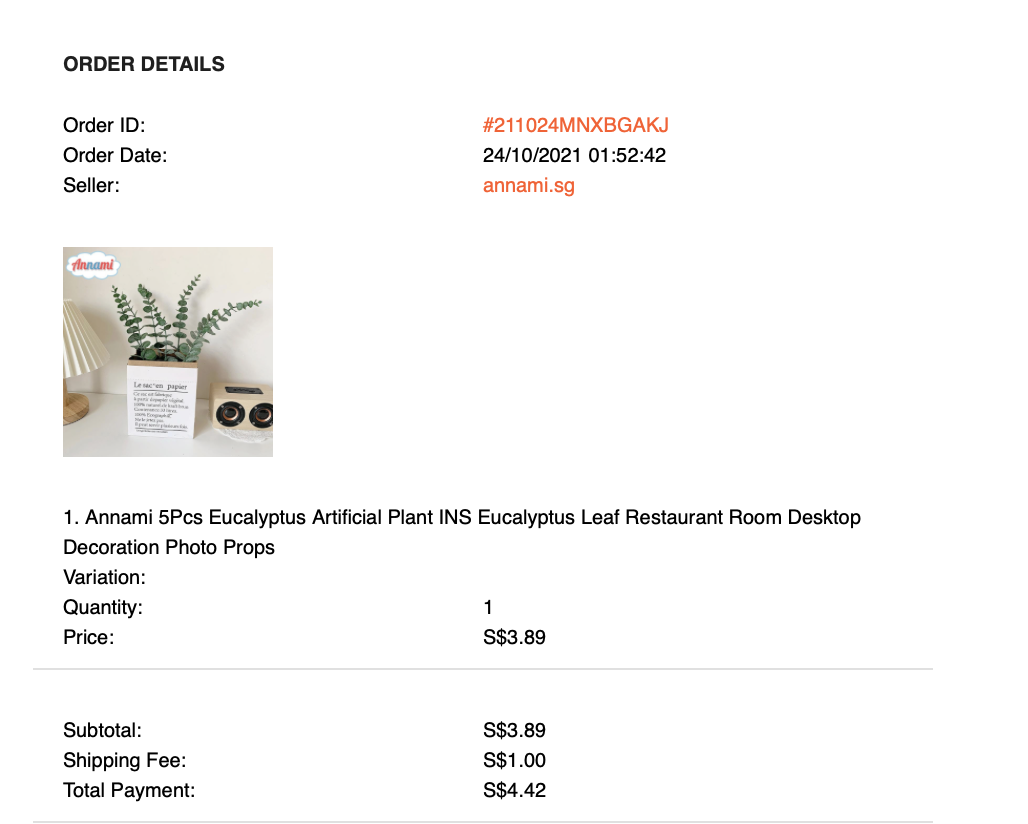 ORDER DETAILS
Order ID: #211024MNXBGAKJ
Order Date: 24/10/2021 01:52:42
Seller: annami.sg
Annami
Le sac en papier
1. Annami 5Pcs Eucalyptus Artificial Plant INS Eucalyptus Leaf Restaurant Room Desktop
Decoration Photo Props
Variation:
Quantity: 1
Price: S$3.89
Subtotal: S$3.89
Shipping Fee: S$1.00
Total Payment: S$4.42